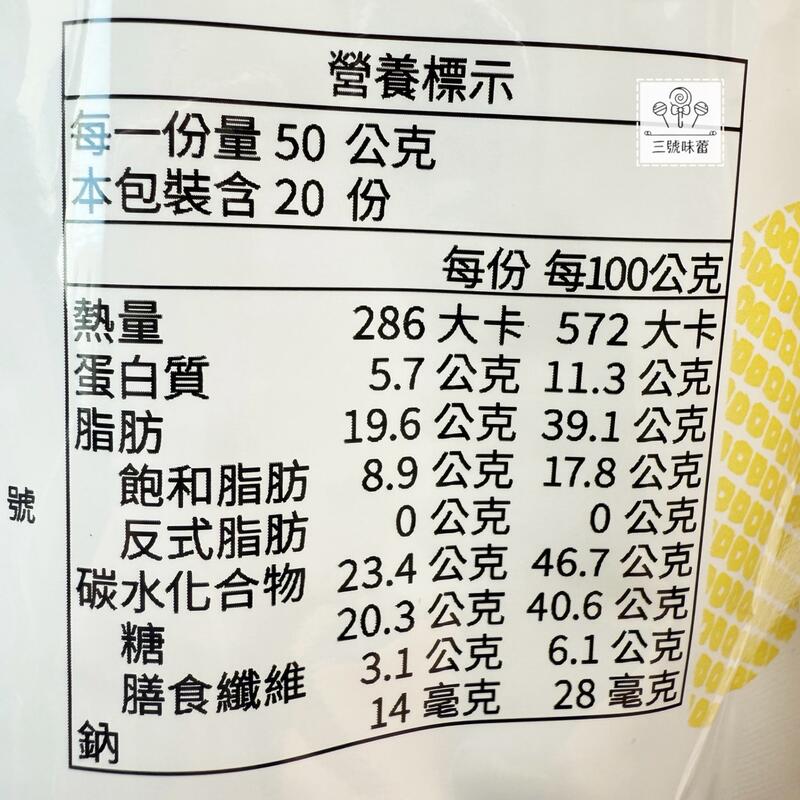 營養標示
三號味蕾
每一份量 50 公克
本包裝含 20 份
每份 每100公克
熱量 286 大卡 572 大卡
蛋白質 5.7 公克 11.3 公克
脂肪 19.6 公克 39.1 公克
飽和脂肪 8.9 公克 17.8 公克
反式脂肪 0 公克 0 公克
碳水化合物 23.4 公克 46.7 公克
糖 20.3 公克 40.6 公克
膳食纖維 3.1 公克 6.1 公克
鈉 14 毫克 28 毫克
號